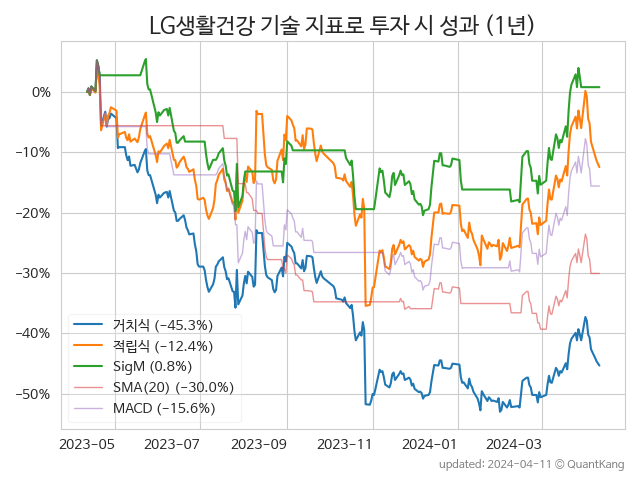 LG생활건강 기술 지표로 투자 시 성과 (1년)
0%
−10%
−20%
−30%
−40%
−50%
거치식 (−45.3%)
적립식 (−12.4%)
SigM (0.8%)
SMA(20) (−30.0%)
MACD (−15.6%)
2023-05 2023-07 2023-09 2023-11 2024-01 2024-03
updated: 2024-04-11 © QuantKang